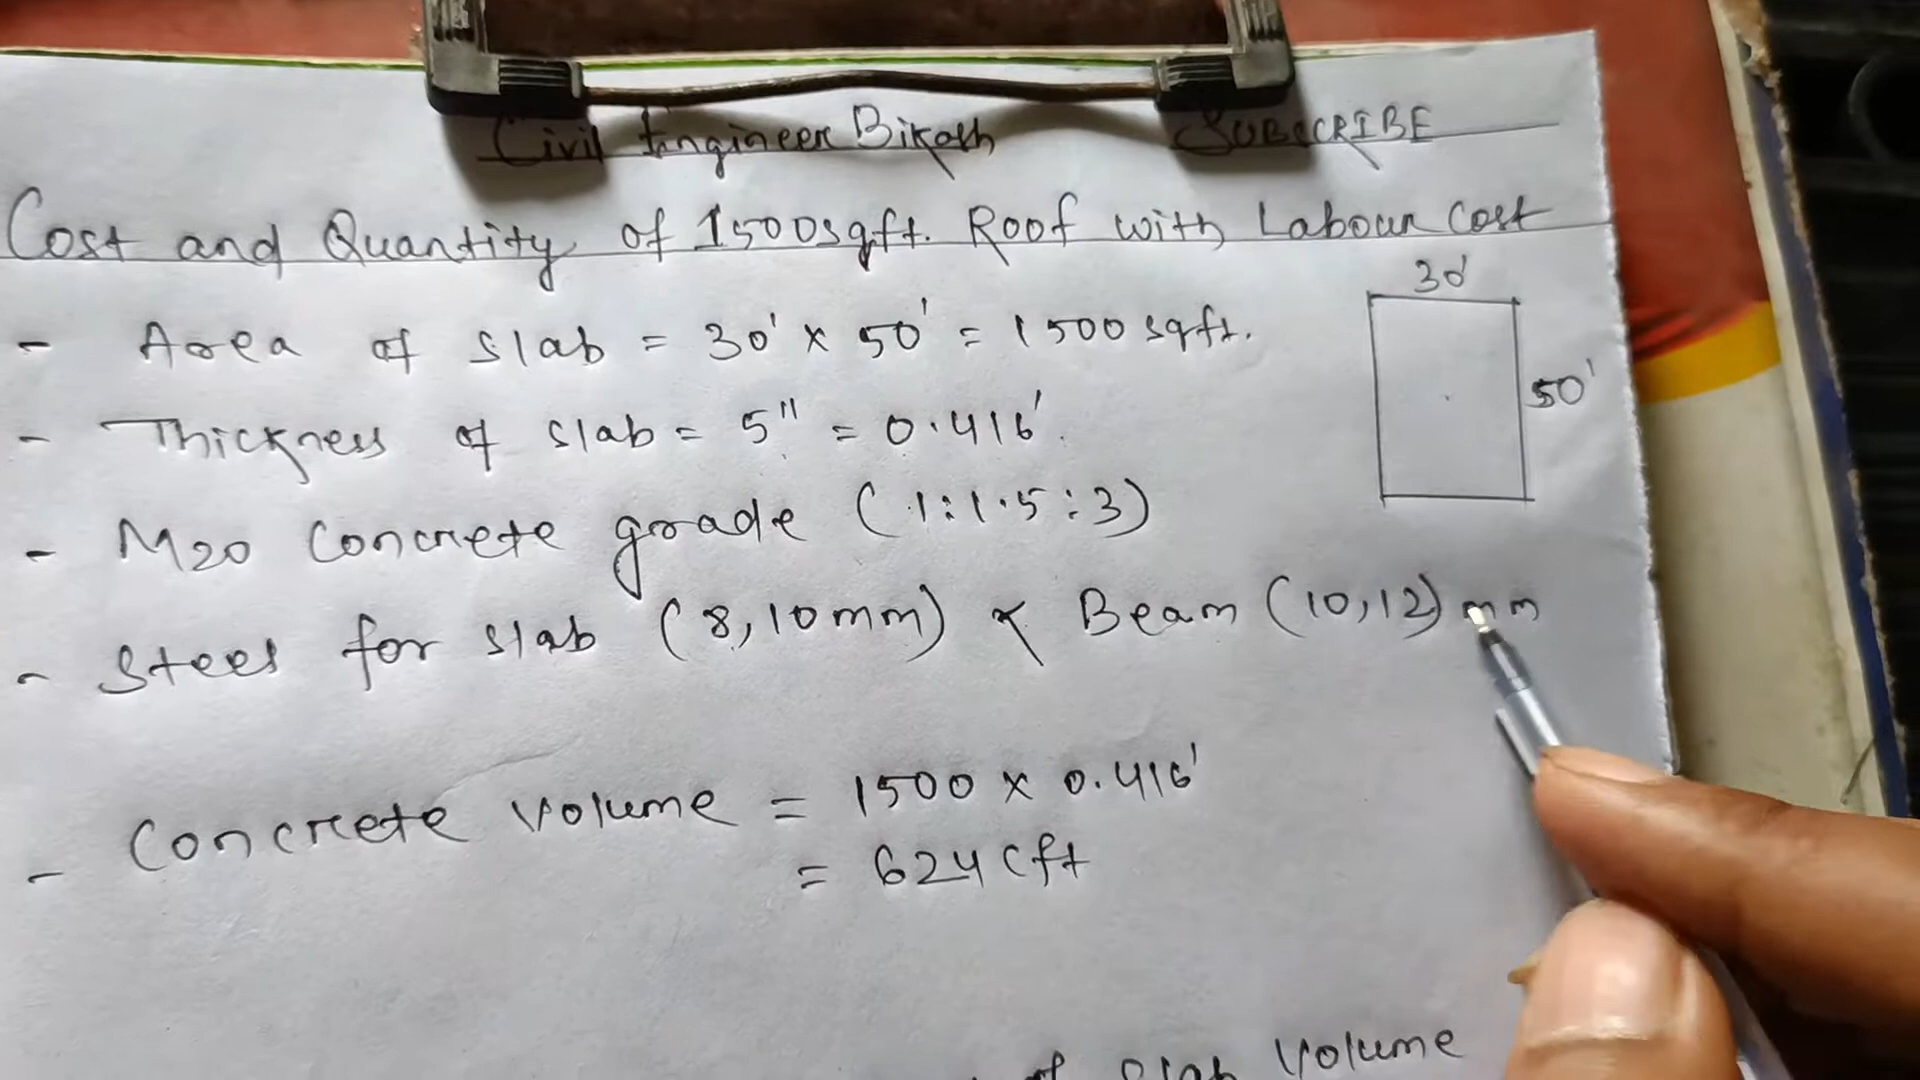 Civil Engineer Bikash SUBSCRIBE
Cost and Quantity of 1500sqft. Roof with Labour Cost
30'
- Area of slab = 30' x 50' = 1500 sqft.
50'
- Thickness of slab = 5" = 0.416'
- M20 Concrete grade (1:1.5:3)
- Steel for slab (8,10mm) & Beam (10,12) mm
- Concrete Volume = 1500 x 0.416'
= 624 Cft
of Slab Volume